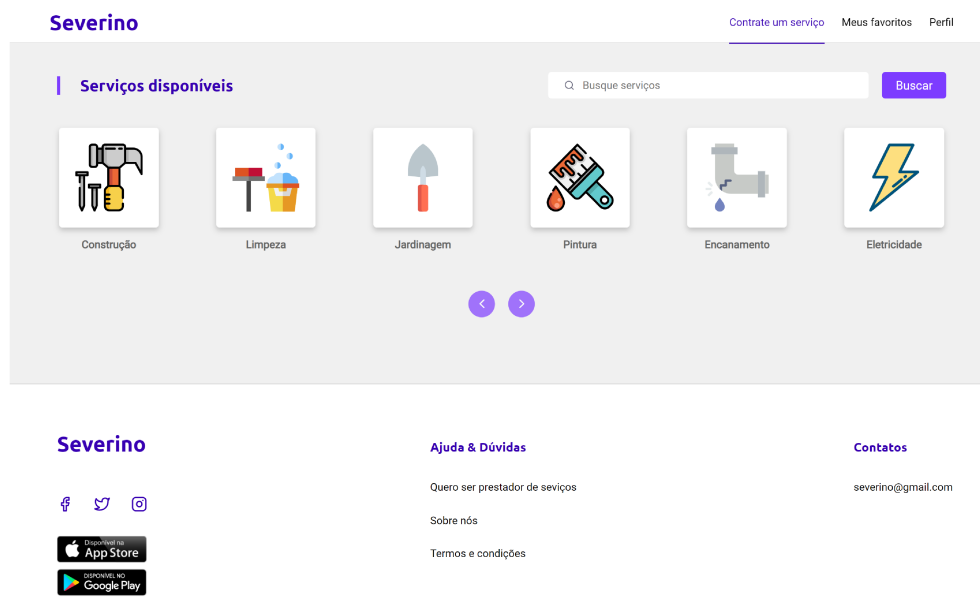 Severino
Contrate um serviço
Meus favoritos
Perfil
Serviços disponíveis
Busque serviços
Buscar
Construção
Limpeza
Jardinagem
Pintura
Encanamento
Eletricidade
Severino
Ajuda & Dúvidas
Contatos
Quero ser prestador de seviços
severino@gmail.com
Sobre nós
Termos e condições
Disponível na
App Store
DISPONÍVEL NO
Google Play